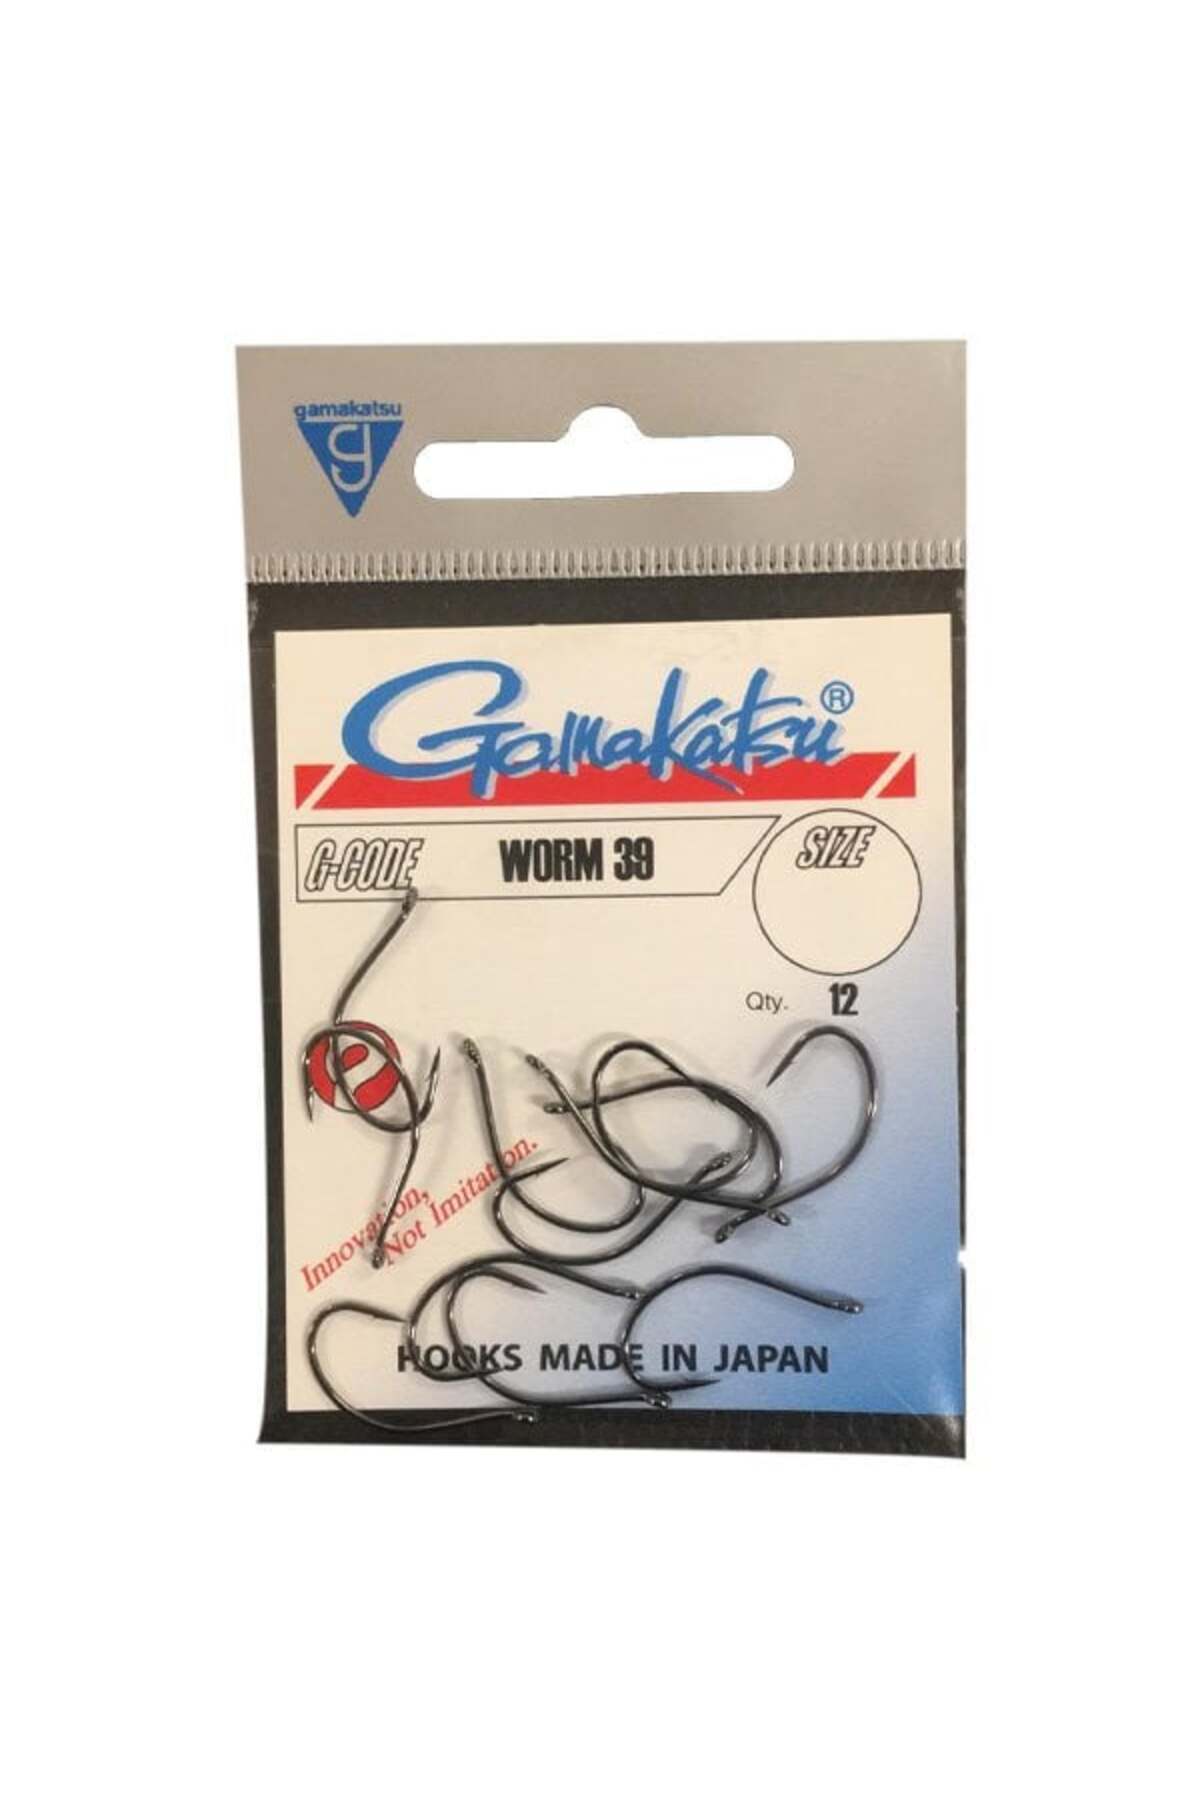 gamakatsu
Gamakatsu®
G-CODE WORM 39 SIZE
Qty. 12
Innovation,
Not Imitation.
HOOKS MADE IN JAPAN